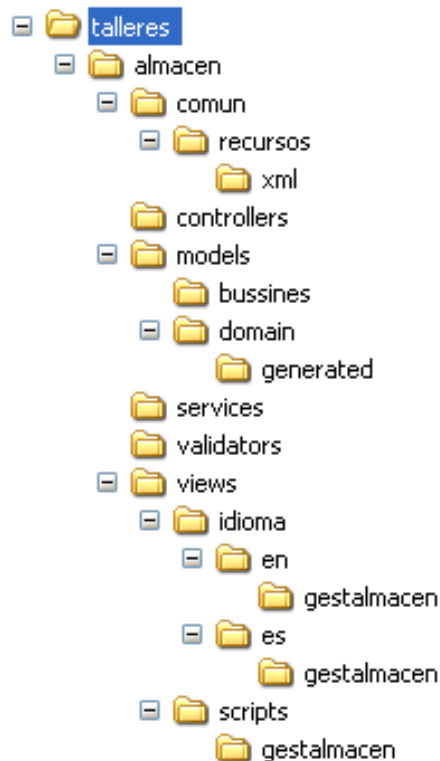 talleres
almacen
comun
recursos
xml
controllers
models
bussines
domain
generated
services
validators
views
idioma
en
gestalmacen
es
gestalmacen
scripts
gestalmacen